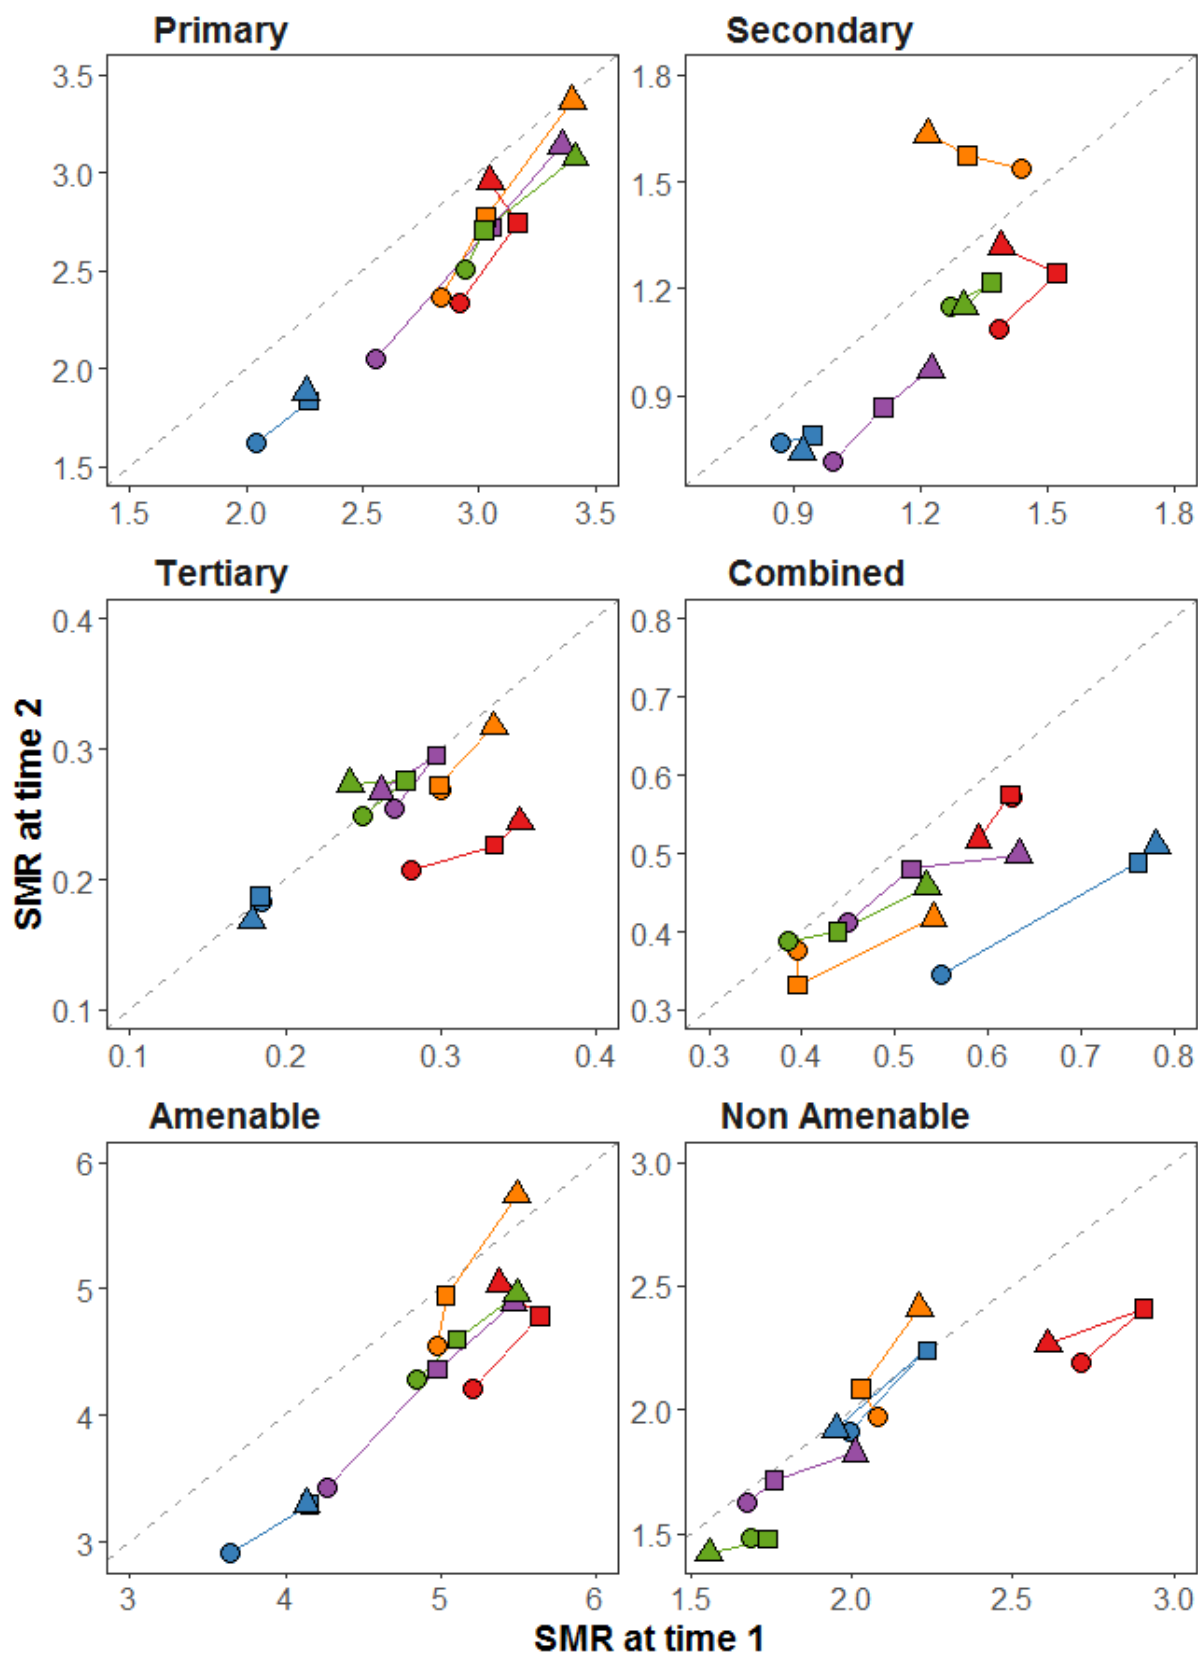 Primary Secondary
3.5 1.8
3.0 1.5
2.5 1.2
2.0 0.9
1.5
1.5 2.0 2.5 3.0 3.5 0.9 1.2 1.5 1.8
Tertiary Combined
0.4 0.8
0.7
0.3 0.6
0.5
0.2 0.4
0.1 0.3
0.1 0.2 0.3 0.4 0.3 0.4 0.5 0.6 0.7 0.8
SMR at time 2
Amenable Non Amenable
6 3.0
5 2.5
4 2.0
3 1.5
3 4 5 6 1.5 2.0 2.5 3.0
SMR at time 1